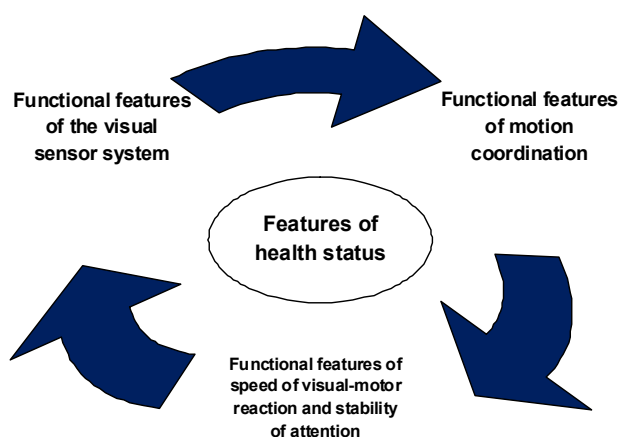 Functional features
of the visual
sensor system
Functional features
of motion
coordination
Features of
health status
Functional features of
speed of visual-motor
reaction and stability
of attention